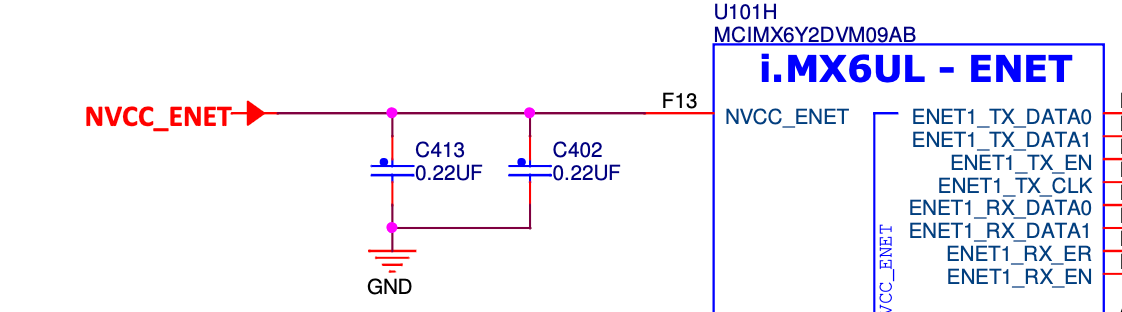 U101H
MCIMX6Y2DVM09AB
i.MX6UL - ENET
NVCC_ENET
F13
NVCC_ENET
ENET1_TX_DATA0
ENET1_TX_DATA1
ENET1_TX_EN
ENET1_TX_CLK
ENET1_RX_DATA0
ENET1_RX_DATA1
ENET1_RX_ER
ENET1_RX_EN
VCC_ENET
C413
0.22UF
C402
0.22UF
GND